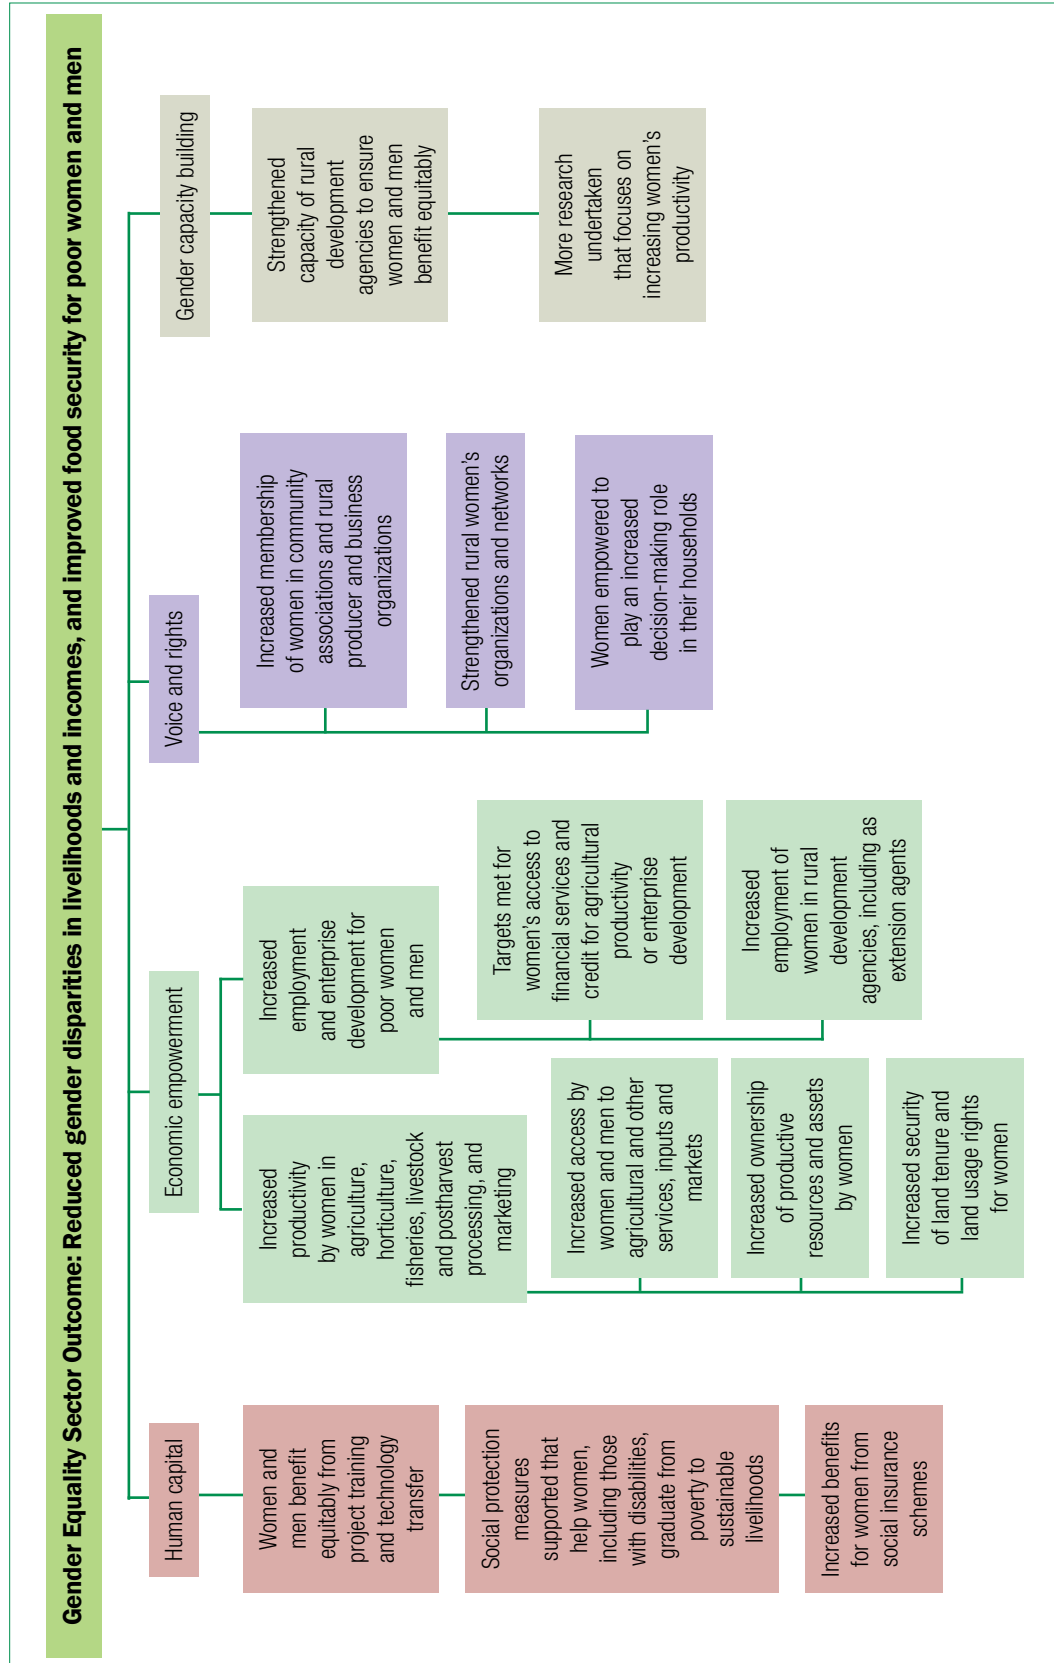 Gender Equality Sector Outcome: Reduced gender disparities in livelihoods and incomes, and improved food security for poor women and men
Human capital
Women and
men benefit
equitably from
project training
and technology
transfer
Social protection
measures
supported that
help women,
including those
with disabilities,
graduate from
poverty to
sustainable
livelihoods
Increased benefits
for women from
social insurance
schemes
Economic empowerment
Increased
productivity
by women in
agriculture,
horticulture,
fisheries, livestock
and postharvest
processing, and
marketing
Increased access by
women and men to
agricultural and other
services, inputs and
markets
Increased ownership
of productive
resources and assets
by women
Increased security
of land tenure and
land usage rights
for women
Increased
employment
and enterprise
development for
poor women
and men
Targets met for
women’s access to
financial services and
credit for agricultural
productivity
or enterprise
development
Increased
employment of
women in rural
development
agencies, including as
extension agents
Voice and rights
Increased membership
of women in community
associations and rural
producer and business
organizations
Strengthened rural women’s
organizations and networks
Women empowered to
play an increased
decision-making role
in their households
Gender capacity building
Strengthened
capacity of rural
development
agencies to ensure
women and men
benefit equitably
More research
undertaken
that focuses on
increasing women’s
productivity